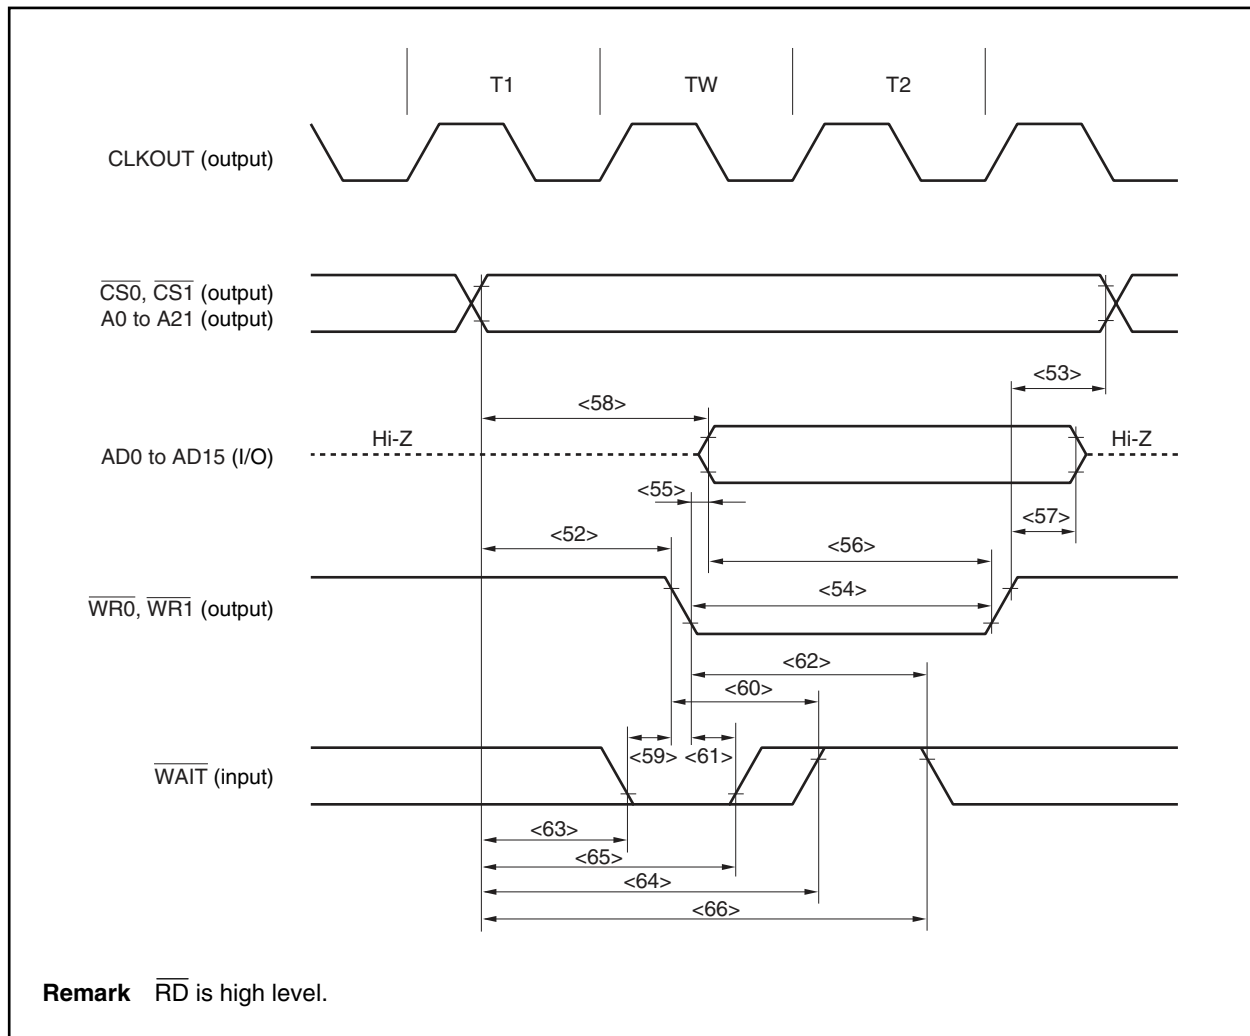 T1 TW T2
CLKOUT (output)
CS0, CS1 (output)
A0 to A21 (output)
<53>
<58>
Hi-Z Hi-Z
AD0 to AD15 (I/O)
<55>
<57>
<52>
<56>
<54>
WR0, WR1 (output)
<62>
<60>
<59> <61>
WAIT (input)
<63>
<65>
<64>
<66>
Remark RD is high level.